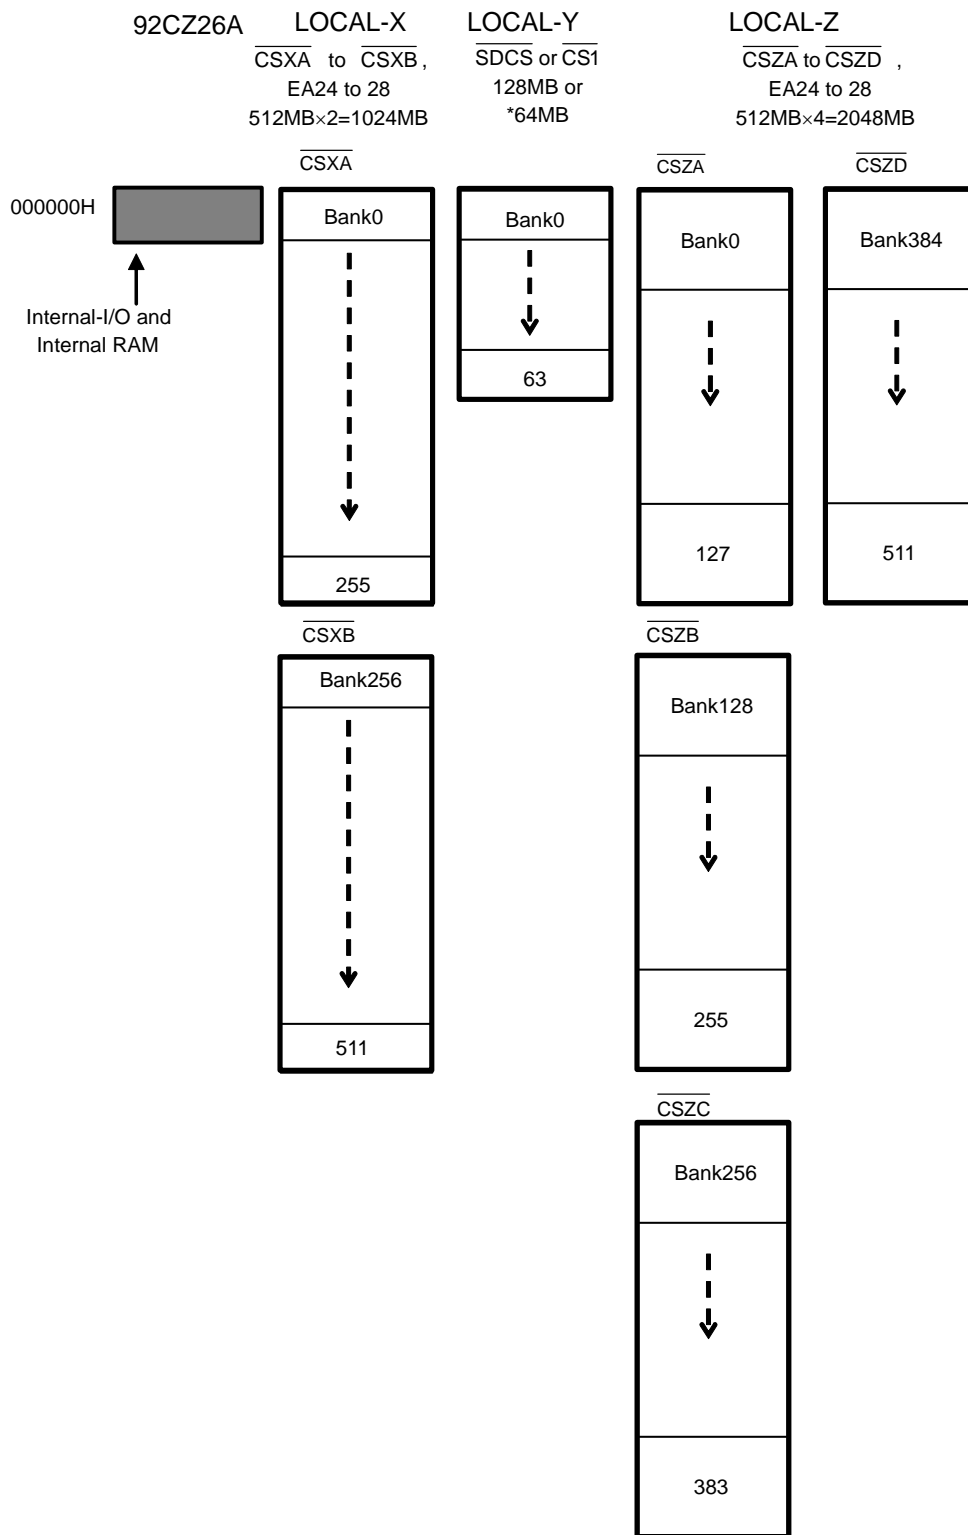 92CZ26A LOCAL-X LOCAL-Y LOCAL-Z
CSXA to CSXB ,
EA24 to 28
512MB×2=1024MB
SDCS or CS1
128MB or
*64MB
CSZA to CSZD ,
EA24 to 28
512MB×4=2048MB
CSXA
CSZA
CSZD
000000H
Bank0
Bank0
Bank0
Bank384
Internal-I/O and
Internal RAM
63
127
511
255
CSXB
CSZB
Bank256
Bank128
255
511
CSZC
Bank256
383